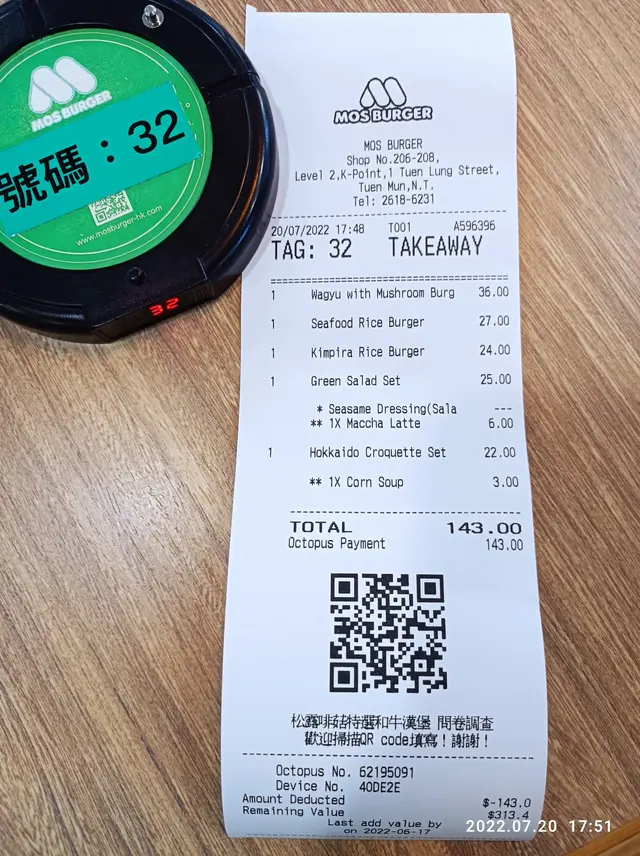 MOS BURGER
號碼：32
www.mosburger-hk.com
32
MOS BURGER
MOS BURGER
Shop No.206-208,
Level 2,K-Point,1 Tuen Lung Street,
Tuen Mun,N.T.
Tel: 2618-6231
20/07/2022 17:48 T001 A596396
TAG: 32 TAKEAWAY
1 Wagyu with Mushroom Burg 36.00
1 Seafood Rice Burger 27.00
1 Kimpira Rice Burger 24.00
1 Green Salad Set 25.00
* Seasame Dressing(Sala ---
** 1X Maccha Latte 6.00
1 Hokkaido Croquette Set 22.00
** 1X Corn Soup 3.00
TOTAL 143.00
Octopus Payment 143.00
松露啡菇特選和牛漢堡 問卷調查
歡迎掃描QR code填寫！謝謝！
Octopus No. 62195091
Device No. 40DE2E
Amount Deducted $-143.0
Remaining Value $313.4
Last add value by
on 2022-06-17
2022.07.20 17:51